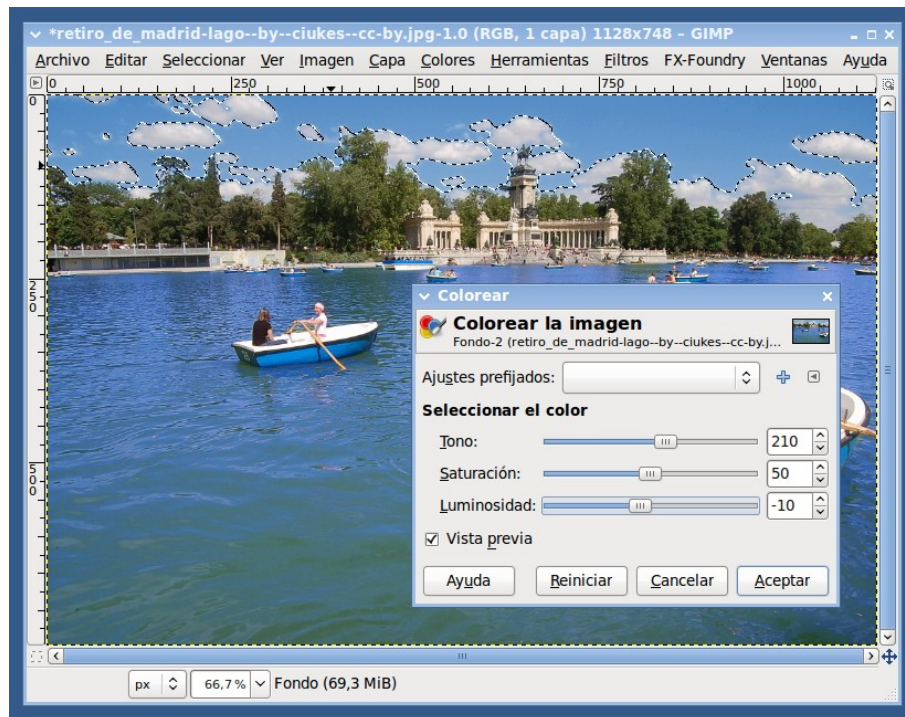 *retiro_de_madrid-lago--by--ciukes--cc-by.jpg-1.0 (RGB, 1 capa) 1128x748 – GIMP
Archivo Editar Seleccionar Ver Imagen Capa Colores Herramientas Filtros FX-Foundry Ventanas Ayuda
0 250 500 750 1000
0
250
500
Colorear
Colorear la imagen
Fondo-2 (retiro_de_madrid-lago--by--ciukes--cc-by.j...
Ajustes prefijados:
Seleccionar el color
Tono: 210
Saturación: 50
Luminosidad: -10
Vista previa
Ayuda Reiniciar Cancelar Aceptar
px 66,7% Fondo (69,3 MiB)